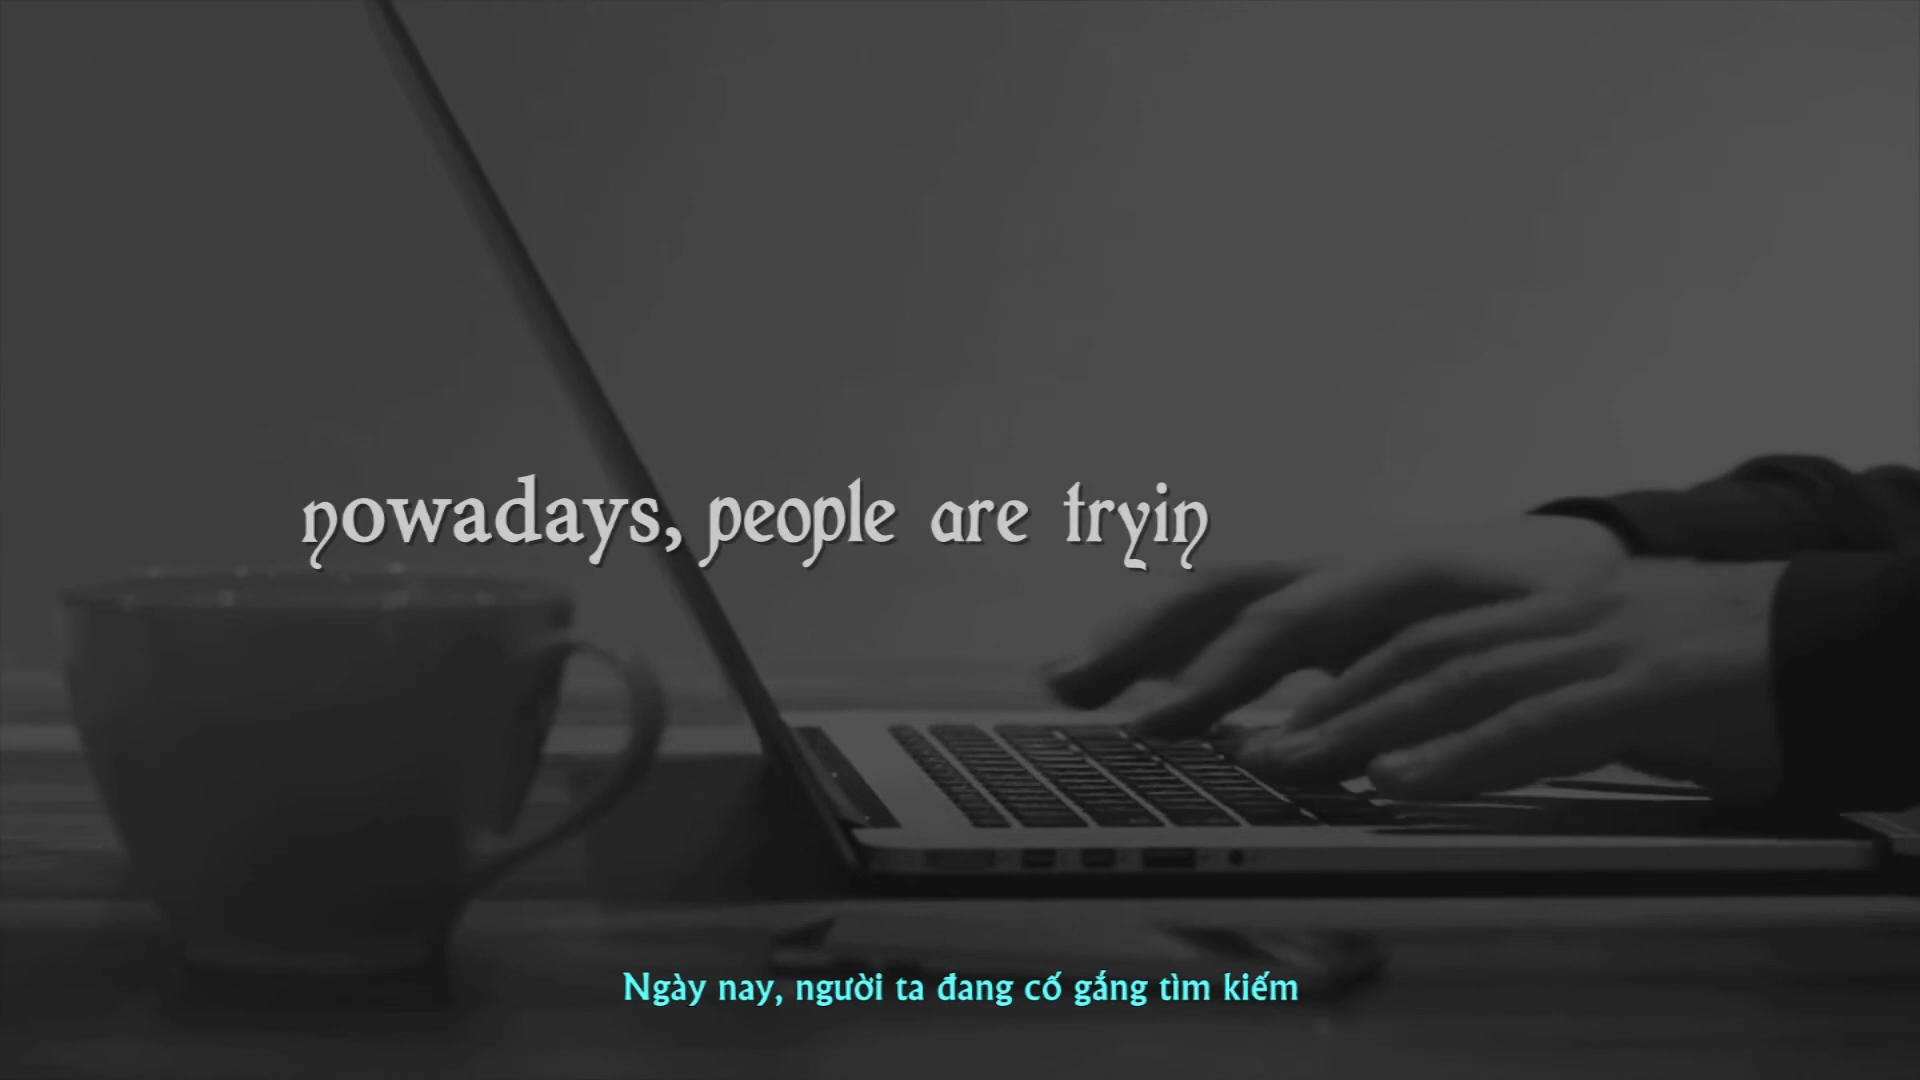 nowadays, people are tryin
Ngày nay, người ta đang cố gắng tìm kiếm